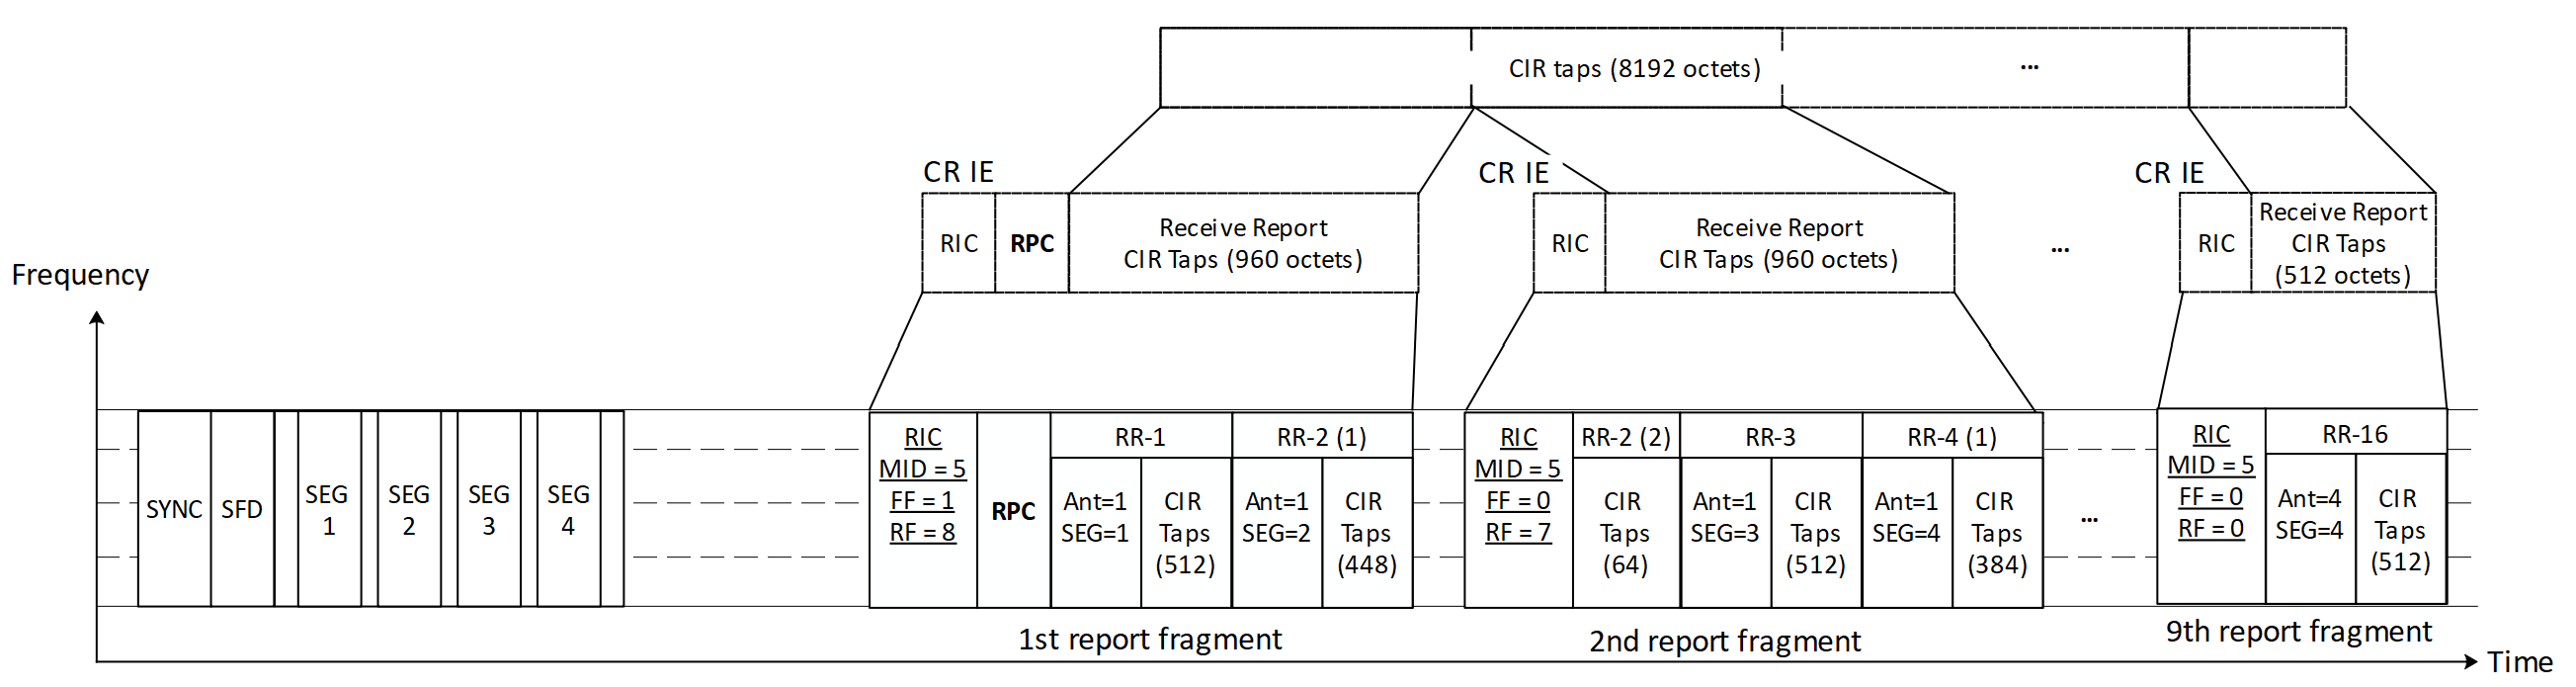 CIR taps (8192 octets)
...
CR IE
CR IE
CR IE
RIC
RPC
Receive Report
CIR Taps (960 octets)
RIC
Receive Report
CIR Taps (960 octets)
...
RIC
Receive Report
CIR Taps
(512 octets)
Frequency
SYNC
SFD
SEG
1
SEG
2
SEG
3
SEG
4
RIC
MID = 5
FF = 1
RF = 8
RPC
RR-1
Ant=1
SEG=1
CIR
Taps
(512)
RR-2 (1)
Ant=1
SEG=2
CIR
Taps
(448)
RIC
MID = 5
FF = 0
RF = 7
RR-2 (2)
CIR
Taps
(64)
RR-3
Ant=1
SEG=3
CIR
Taps
(512)
RR-4 (1)
Ant=1
SEG=4
CIR
Taps
(384)
...
RIC
MID = 5
FF = 0
RF = 0
RR-16
Ant=4
SEG=4
CIR
Taps
(512)
1st report fragment
2nd report fragment
9th report fragment
Time